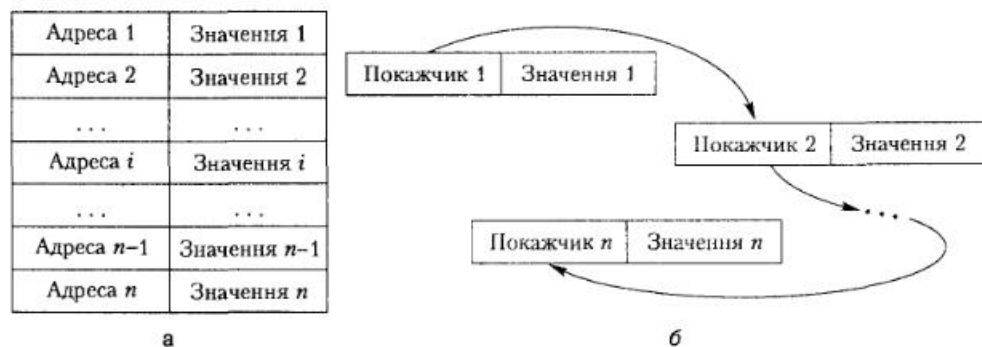 Адреса 1 Значення 1
Адреса 2 Значення 2
... ...
Адреса i Значення i
... ...
Адреса n–1 Значення n–1
Адреса n Значення n
а
Покажчик 1 Значення 1
Покажчик 2 Значення 2
...
Покажчик n Значення n
б